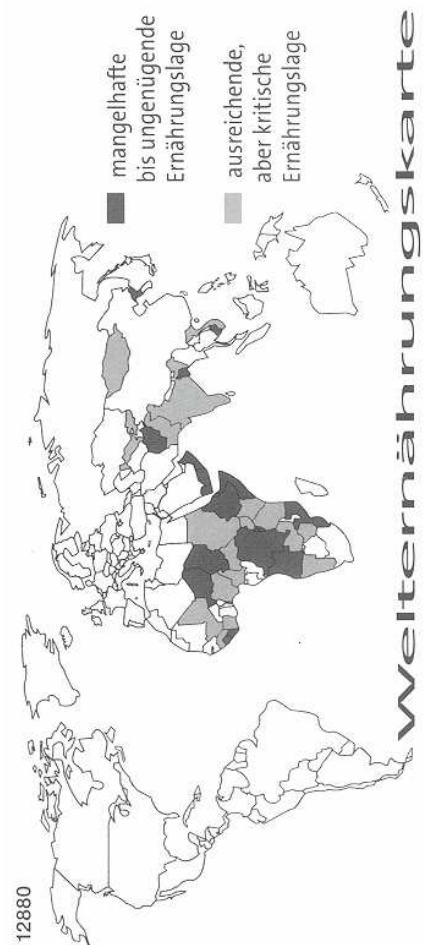 12880
mangelhafte
bis ungenügende
Ernährungslage
ausreichende,
aber kritische
Ernährungslage
Welternährungskarte